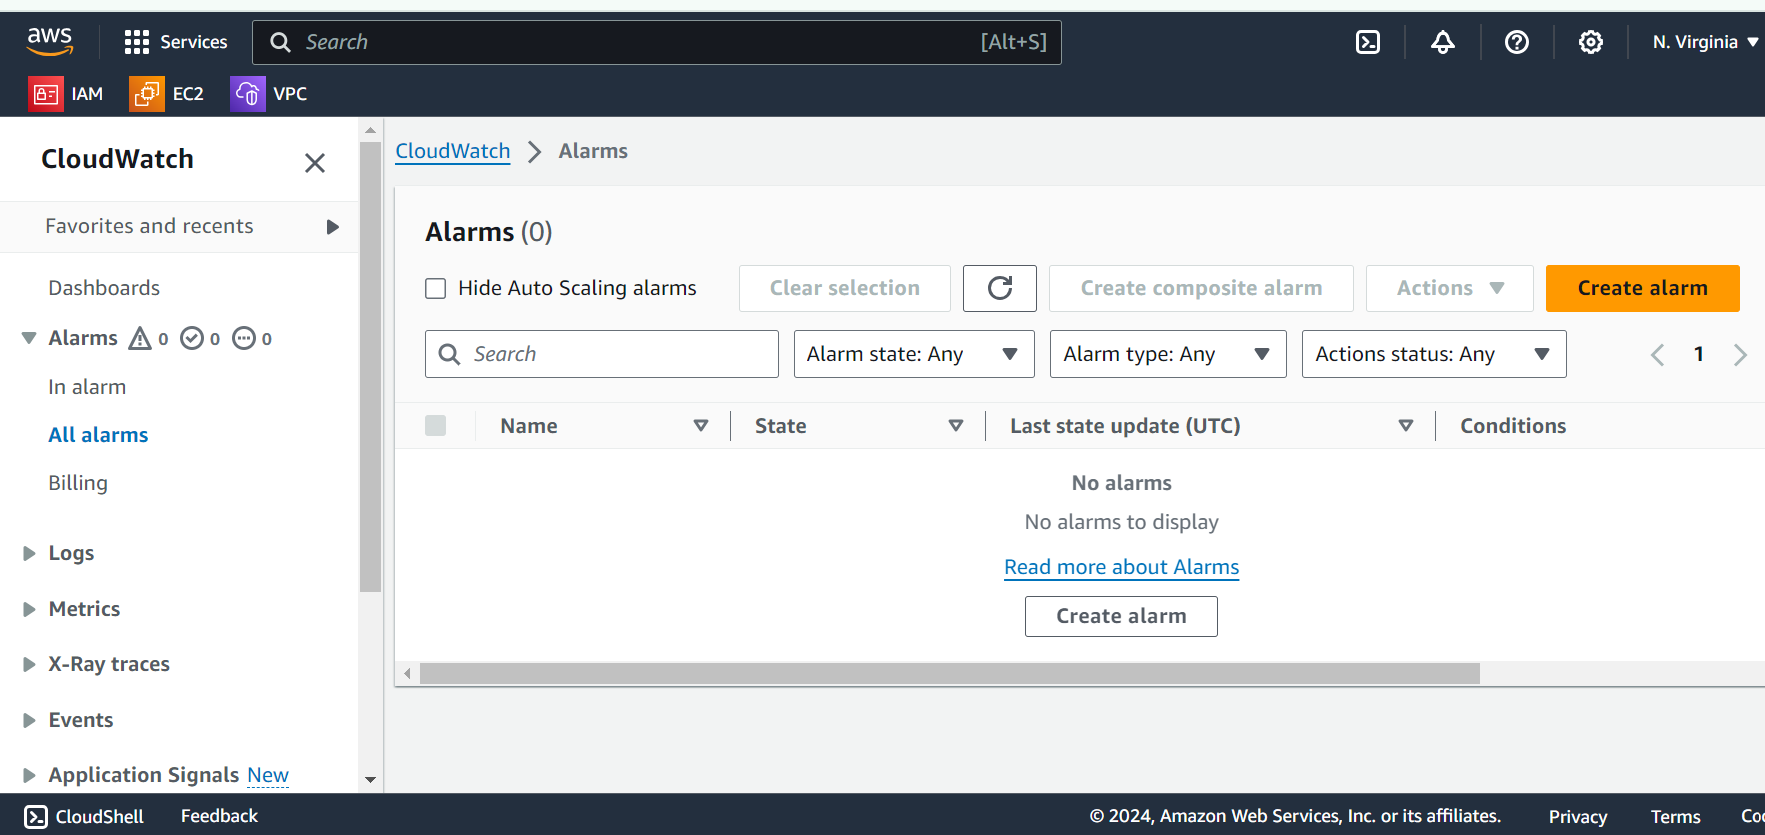 aws Services Search [Alt+S] N. Virginia
IAM EC2 VPC
CloudWatch
Favorites and recents
Dashboards
Alarms 0 0 0
In alarm
All alarms
Billing
Logs
Metrics
X-Ray traces
Events
Application Signals New
CloudWatch Alarms
Alarms (0)
Hide Auto Scaling alarms Clear selection Create composite alarm Actions Create alarm
Search Alarm state: Any Alarm type: Any Actions status: Any 1
Name State Last state update (UTC) Conditions
No alarms
No alarms to display
Read more about Alarms
Create alarm
CloudShell Feedback © 2024, Amazon Web Services, Inc. or its affiliates. Privacy Terms